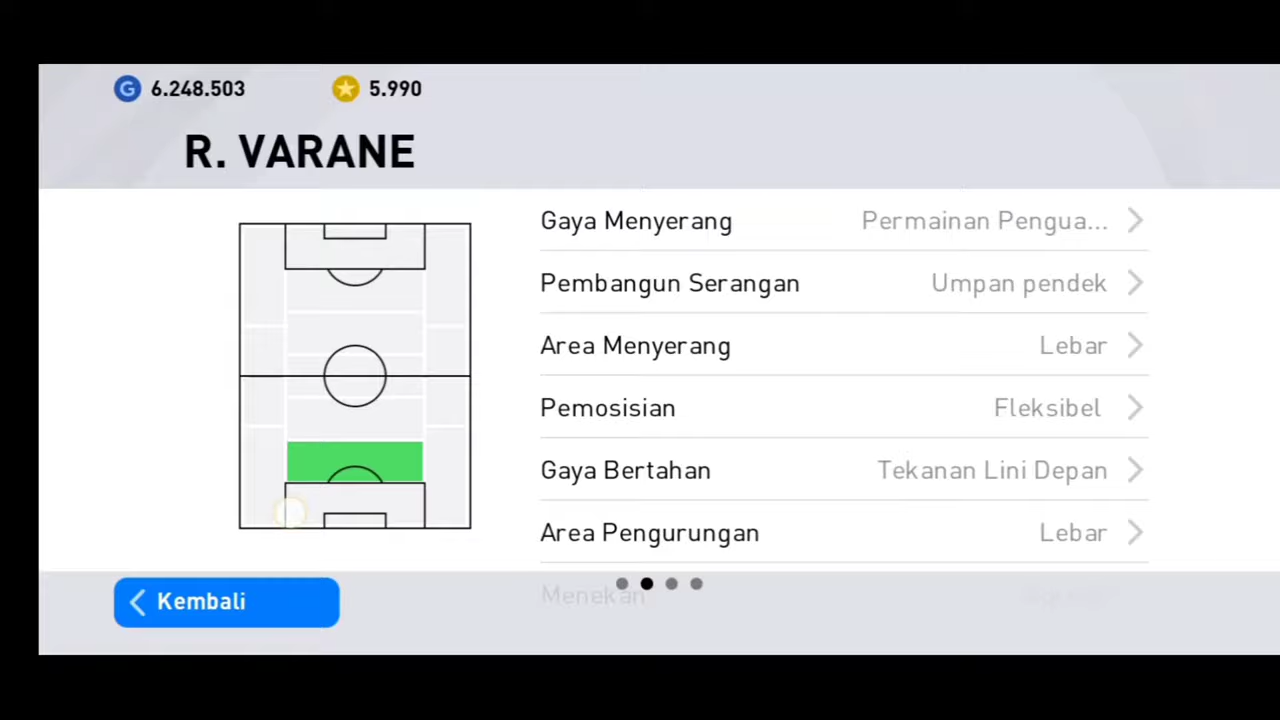 G 6.248.503 5.990
R. VARANE
Gaya Menyerang Permainan Pengua...
Pembangun Serangan Umpan pendek
Area Menyerang Lebar
Pemosisian Fleksibel
Gaya Bertahan Tekanan Lini Depan
Area Pengurungan Lebar
Menekan
Kembali